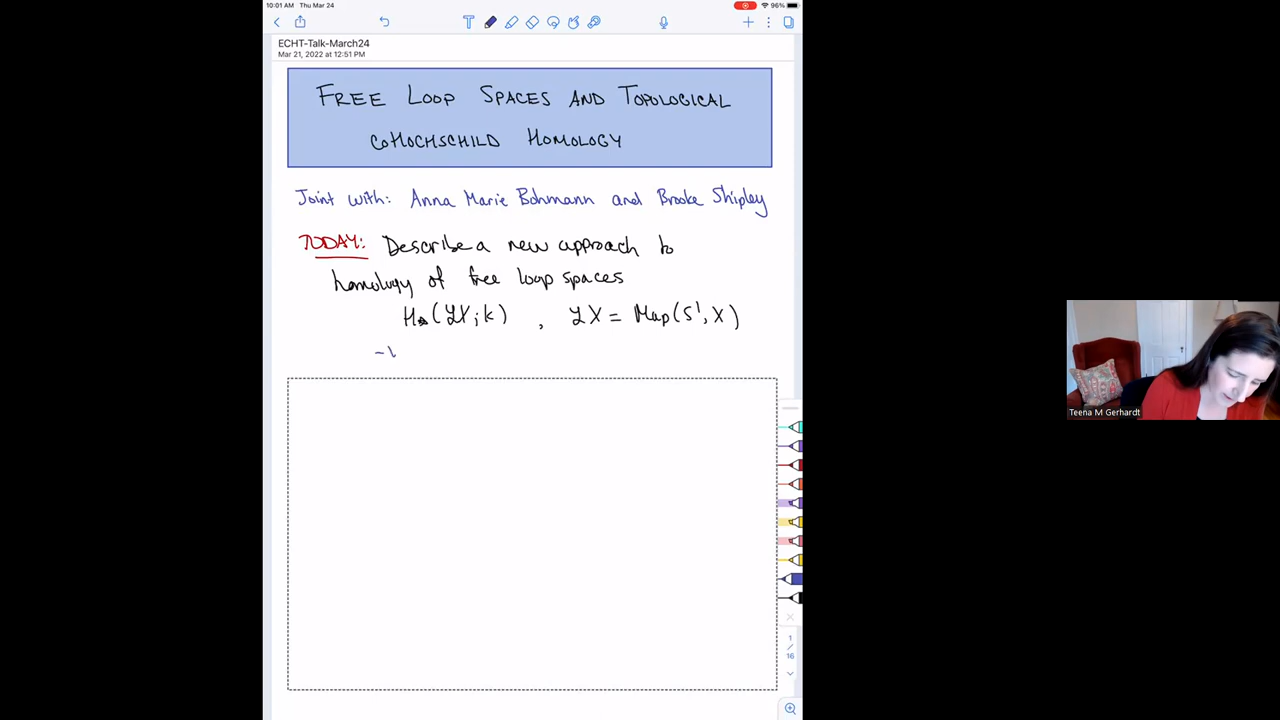 10:01 AM Thu Mar 24
96%
ECHT-Talk-March24
Mar 21, 2022 at 12:51 PM
FREE LOOP SPACES AND TOPOLOGICAL
COHOCHSCHILD HOMOLOGY
Joint with: Anna Marie Bohmann and Brooke Shipley
TODAY: Describe a new approach to
homology of free loop spaces
H⁎(ℒX; k) , ℒX = Map(S¹, X)
Teena M Gerhardt
1
/
16